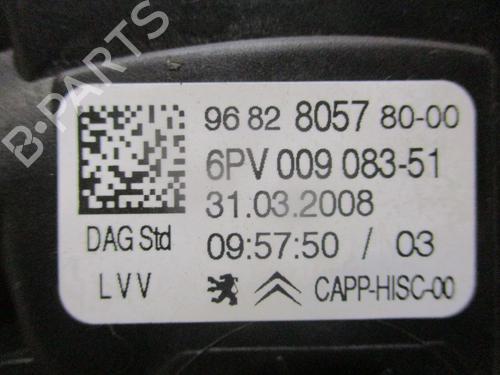 B-PARTS
96 82 8057 80-00
6PV 009 083-51
31.03.2008
DAG Std
09:57:50 / 03
LVV
CAPP-HISC-00